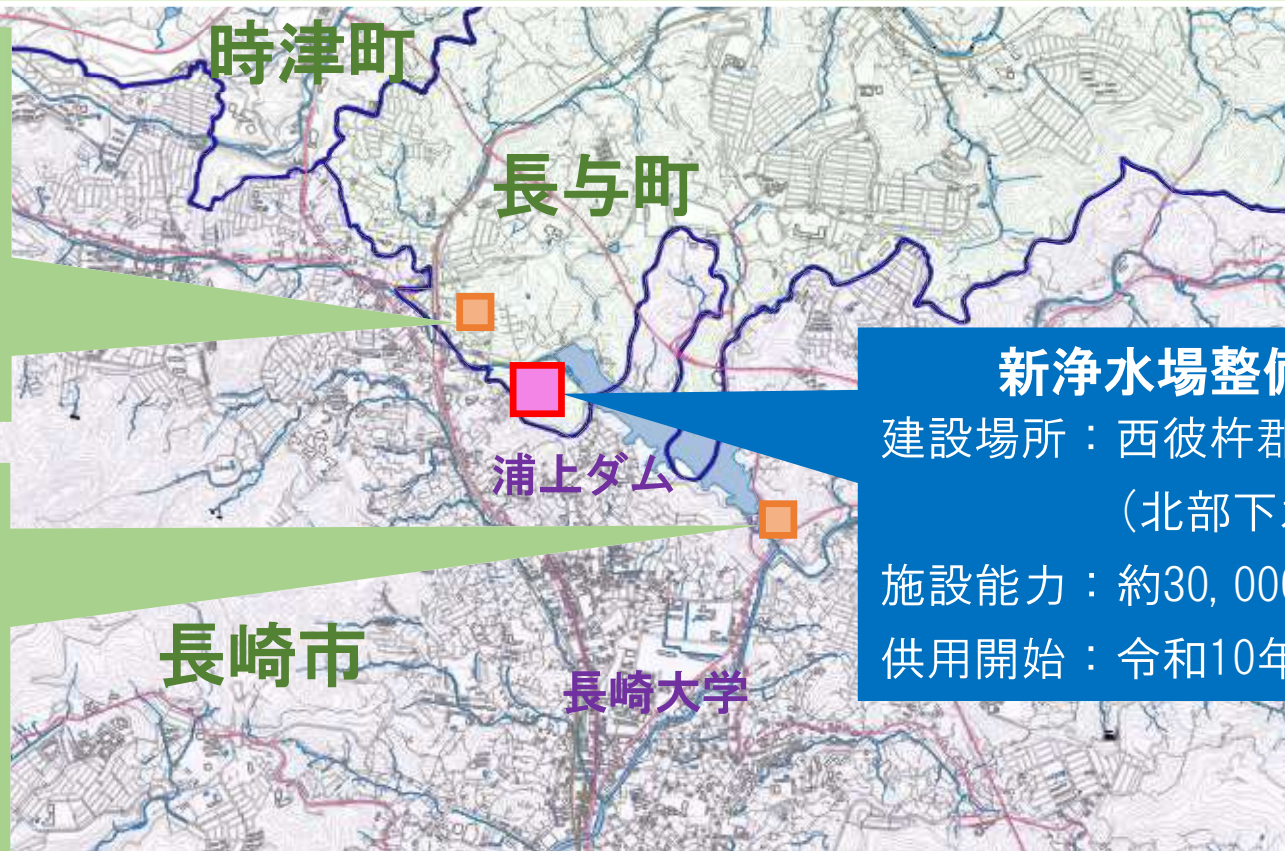 時津町
長与町
新浄水場整
建設場所：西彼杵郡
（北部下
浦上ダム
施設能力：約30,000
供用開始：令和10年
長崎市
長崎大学